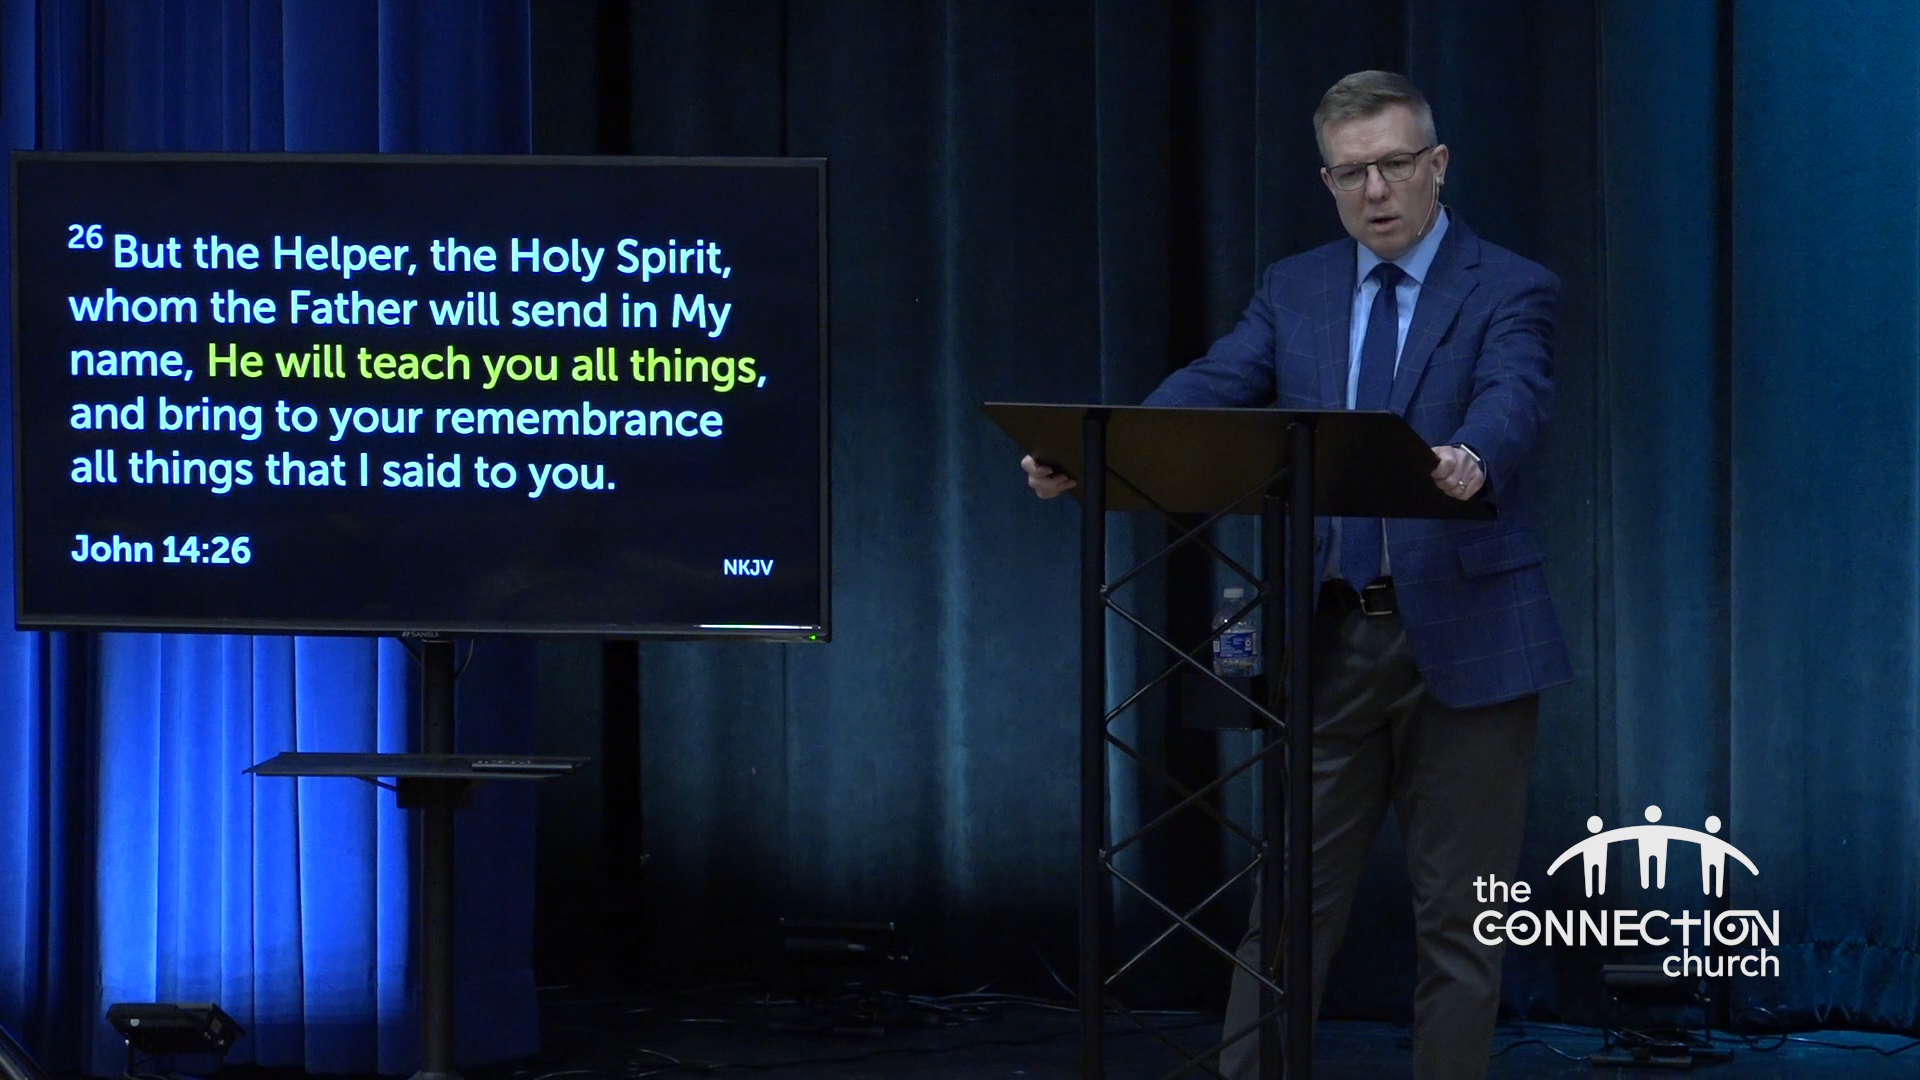 26 But the Helper, the Holy Spirit,
whom the Father will send in My
name, He will teach you all things,
and bring to your remembrance
all things that I said to you.
John 14:26
NKJV
the
CONNECTION
church